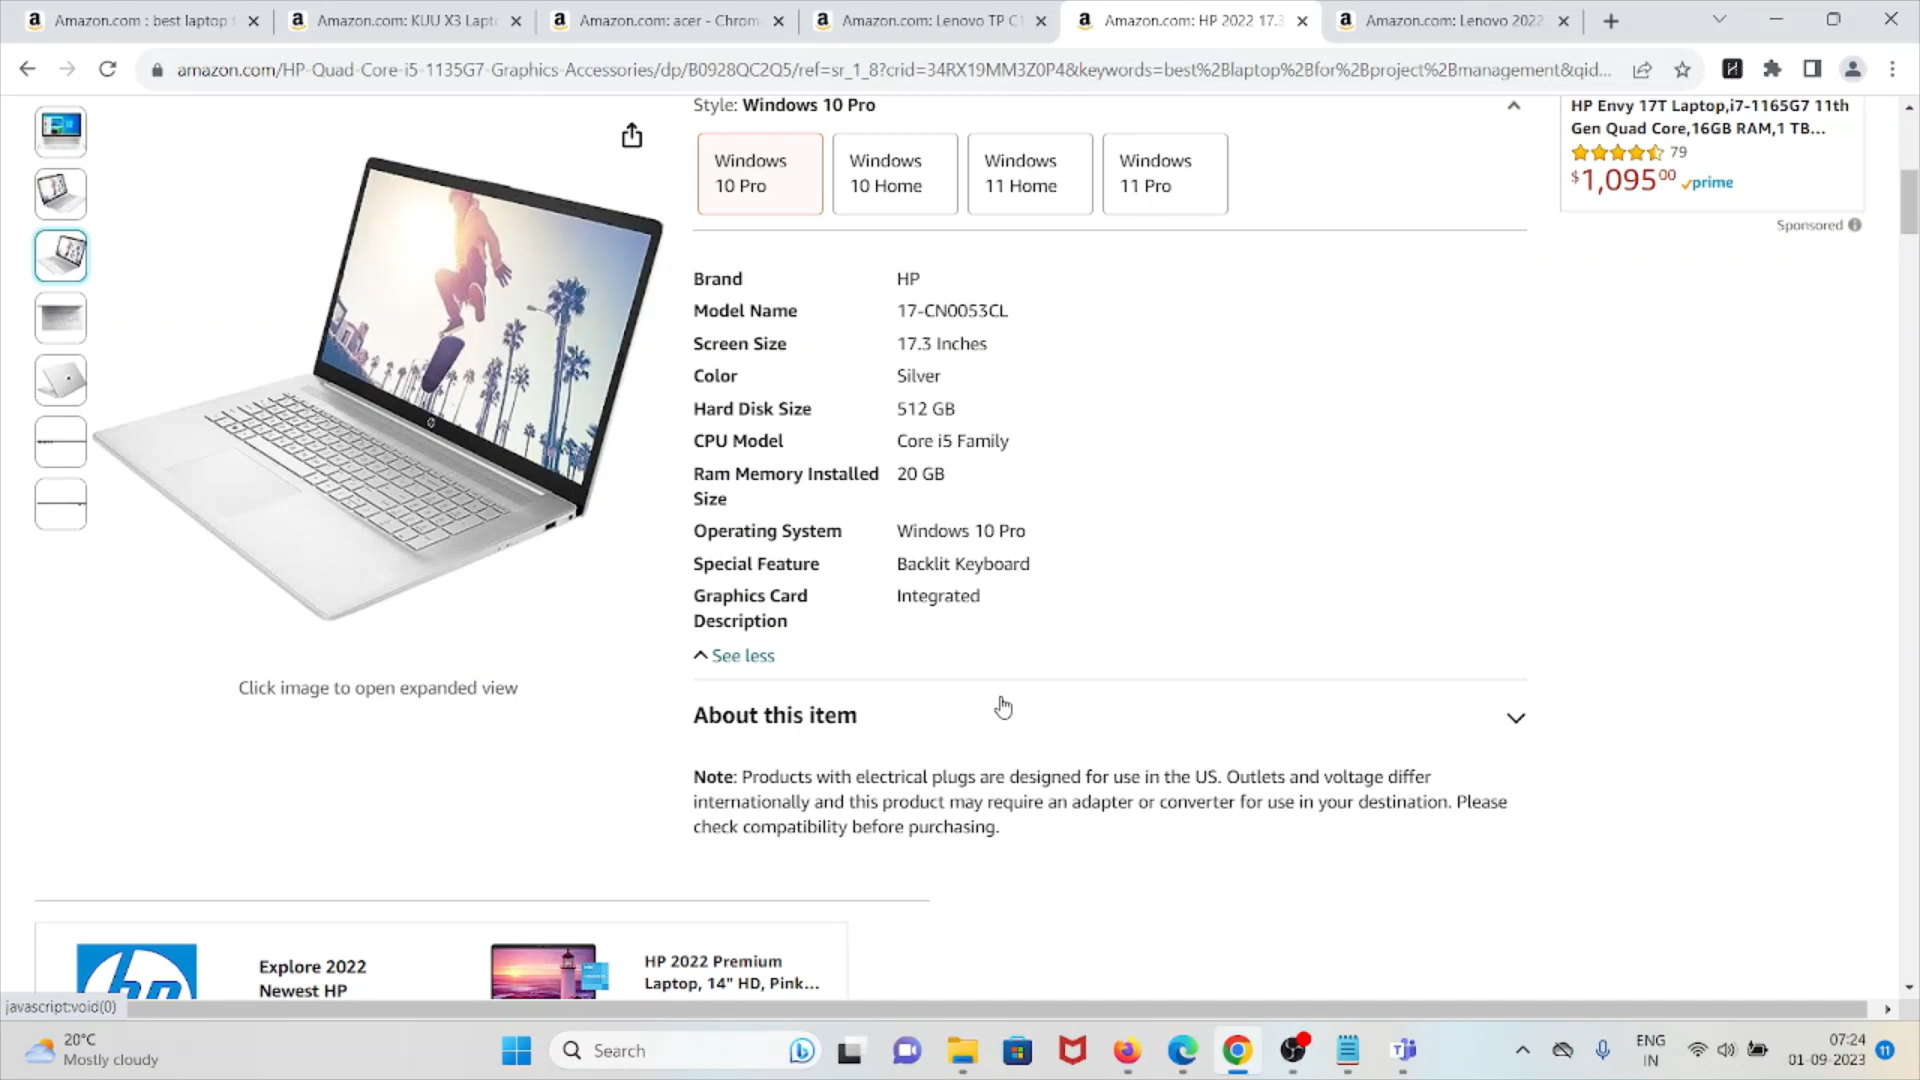 Amazon.com : best laptop f
Amazon.com: KUU X3 Lapto
Amazon.com: acer - Chrom
Amazon.com: Lenovo TP C1
Amazon.com: HP 2022 17.3
Amazon.com: Lenovo 2022
amazon.com/HP-Quad-Core-i5-1135G7-Graphics-Accessories/dp/B0928QC2Q5/ref=sr_1_8?crid=34RX19MM3Z0P4&keywords=best%2Blaptop%2Bfor%2Bproject%2Bmanagement&qid...
Style: Windows 10 Pro
Windows
10 Pro
Windows
10 Home
Windows
11 Home
Windows
11 Pro
HP Envy 17T Laptop,i7-1165G7 11th
Gen Quad Core,16GB RAM,1 TB...
79
$1,095.00 prime
Sponsored
Brand HP
Model Name 17-CN0053CL
Screen Size 17.3 Inches
Color Silver
Hard Disk Size 512 GB
CPU Model Core i5 Family
Ram Memory Installed 20 GB
Size
Operating System Windows 10 Pro
Special Feature Backlit Keyboard
Graphics Card Integrated
Description
See less
Click image to open expanded view
About this item
Note: Products with electrical plugs are designed for use in the US. Outlets and voltage differ
internationally and this product may require an adapter or converter for use in your destination. Please
check compatibility before purchasing.
hp
Explore 2022
Newest HP
HP 2022 Premium
Laptop, 14" HD, Pink...
javascript:void(0)
20°C
Mostly cloudy
Search
ENG
IN
07:24
01-09-2023
11